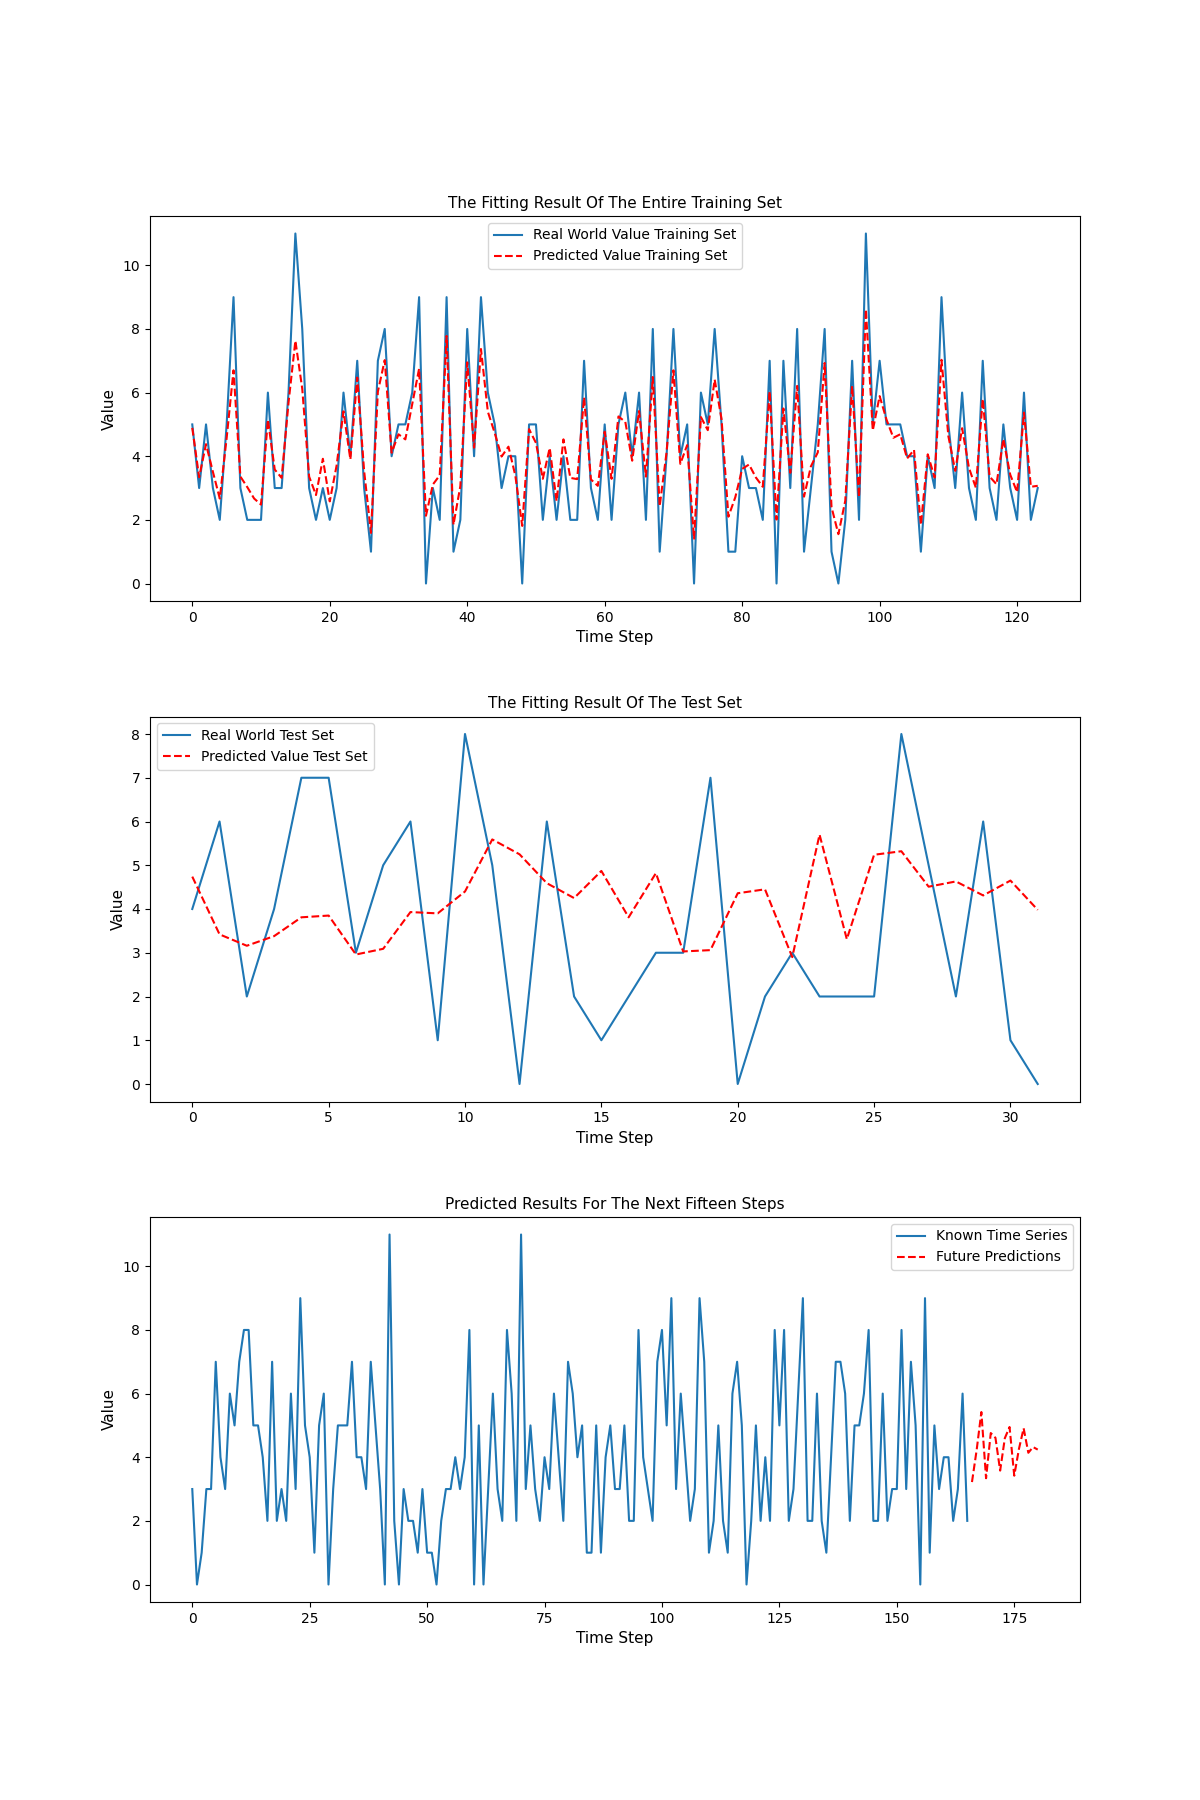 The Fitting Result Of The Entire Training Set
Real World Value Training Set
Predicted Value Training Set
Value
10
8
6
4
2
0
0 20 40 60 80 100 120
Time Step
The Fitting Result Of The Test Set
Real World Test Set
Predicted Value Test Set
Value
8
7
6
5
4
3
2
1
0
0 5 10 15 20 25 30
Time Step
Predicted Results For The Next Fifteen Steps
Known Time Series
Future Predictions
Value
10
8
6
4
2
0
0 25 50 75 100 125 150 175
Time Step